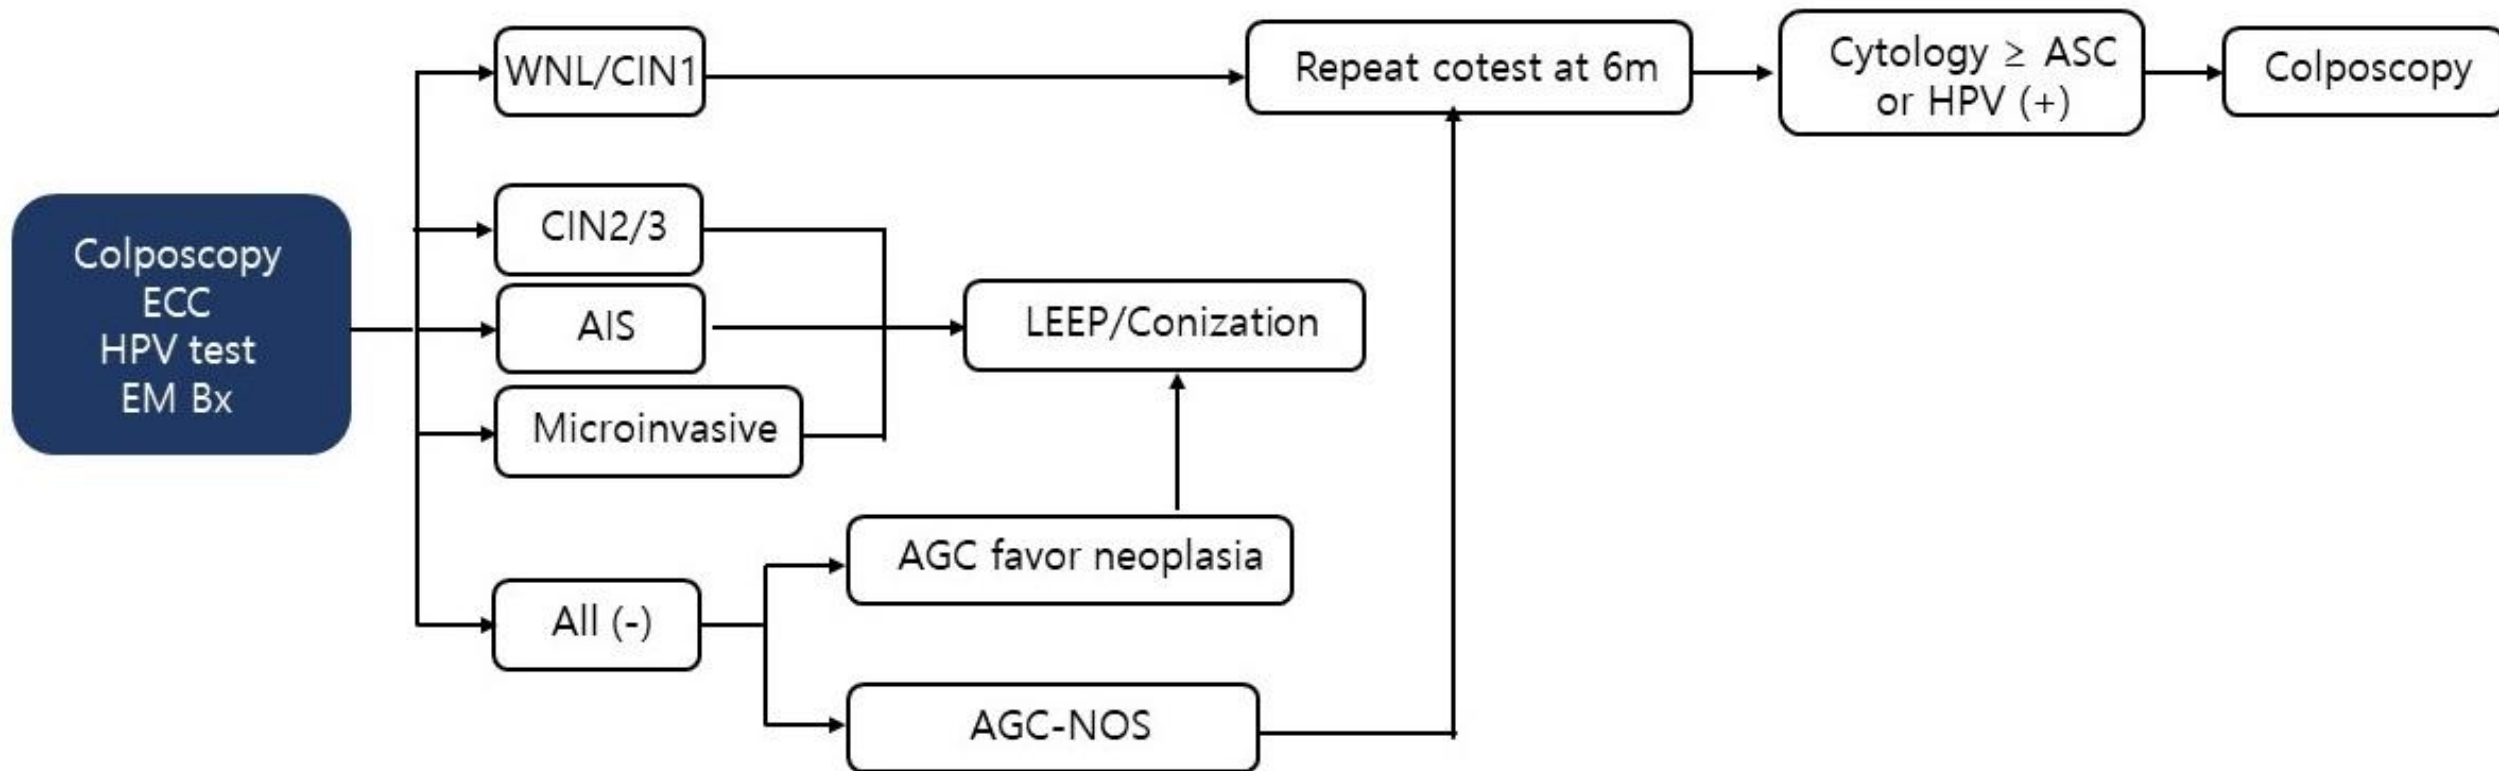 Colposcopy
ECC
HPV test
EM Bx
WNL/CIN1
CIN2/3
AIS
Microinvasive
All (-)
LEEP/Conization
AGC favor neoplasia
AGC-NOS
Repeat cotest at 6m
Cytology ≥ ASC
or HPV (+)
Colposcopy